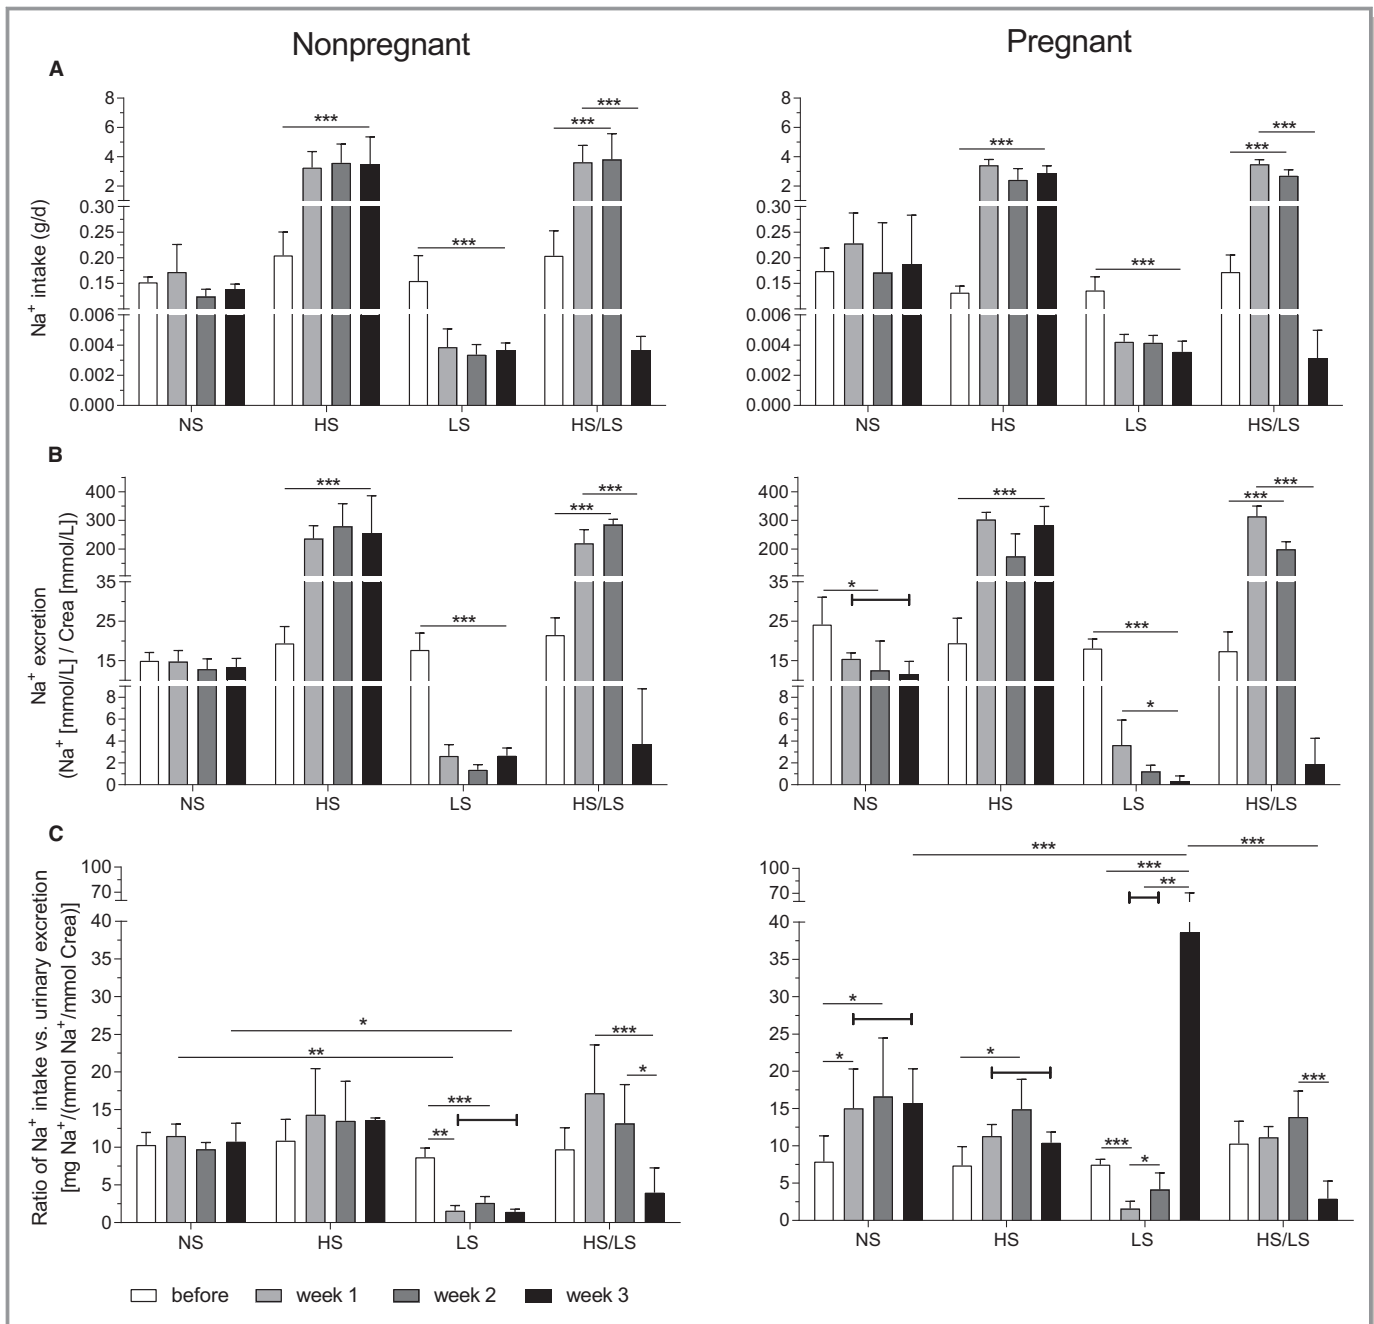 Nonpregnant
Pregnant
A
Na+ intake (g/d)
8
6
4
2
0.30
0.25
0.20
0.15
0.006
0.004
0.002
0.000
***
***
***
***
NS
HS
LS
HS/LS
8
6
4
2
0.30
0.25
0.20
0.15
0.006
0.004
0.002
0.000
***
***
***
***
NS
HS
LS
HS/LS
B
Na+ excretion
(Na+ [mmol/L] / Crea [mmol/L])
400
300
200
35
25
15
8
6
4
2
0
***
***
***
***
NS
HS
LS
HS/LS
400
300
200
35
25
15
8
6
4
2
0
*
***
***
*
***
***
NS
HS
LS
HS/LS
C
Ratio of Na+ intake vs. urinary excretion
[mg Na+/(mmol Na+/mmol Crea)]
100
70
40
35
30
25
20
15
10
5
0
*
**
***
**
***
*
NS
HS
LS
HS/LS
100
70
40
35
30
25
20
15
10
5
0
***
***
***
**
*
*
*
***
*
***
NS
HS
LS
HS/LS
before
week 1
week 2
week 3